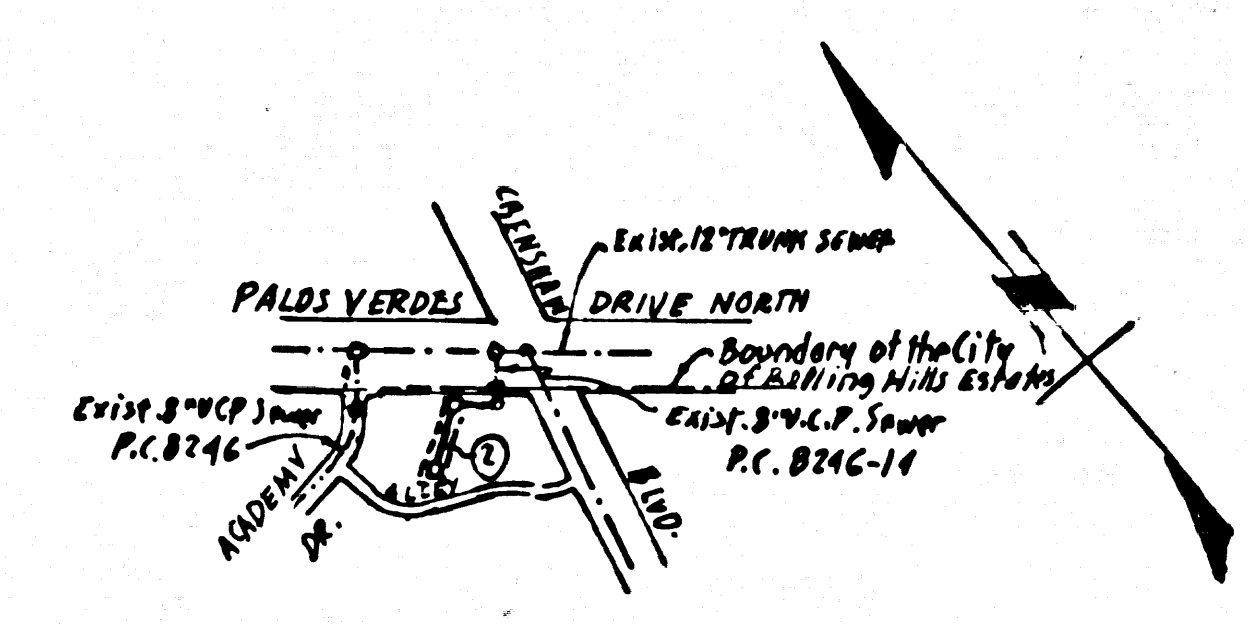 CRENSHAW
Exist. 12" TRUNK SEWER
PALOS VERDES
DRIVE NORTH
Boundary of the City
of Rolling Hills Estates
Exist. 8" VCP Sewer
P.C. 8246
Exist. 8" V.C.P. Sewer
P.C. 8246-14
2
ALLEY
ACADEMY
DR.
BLVD.